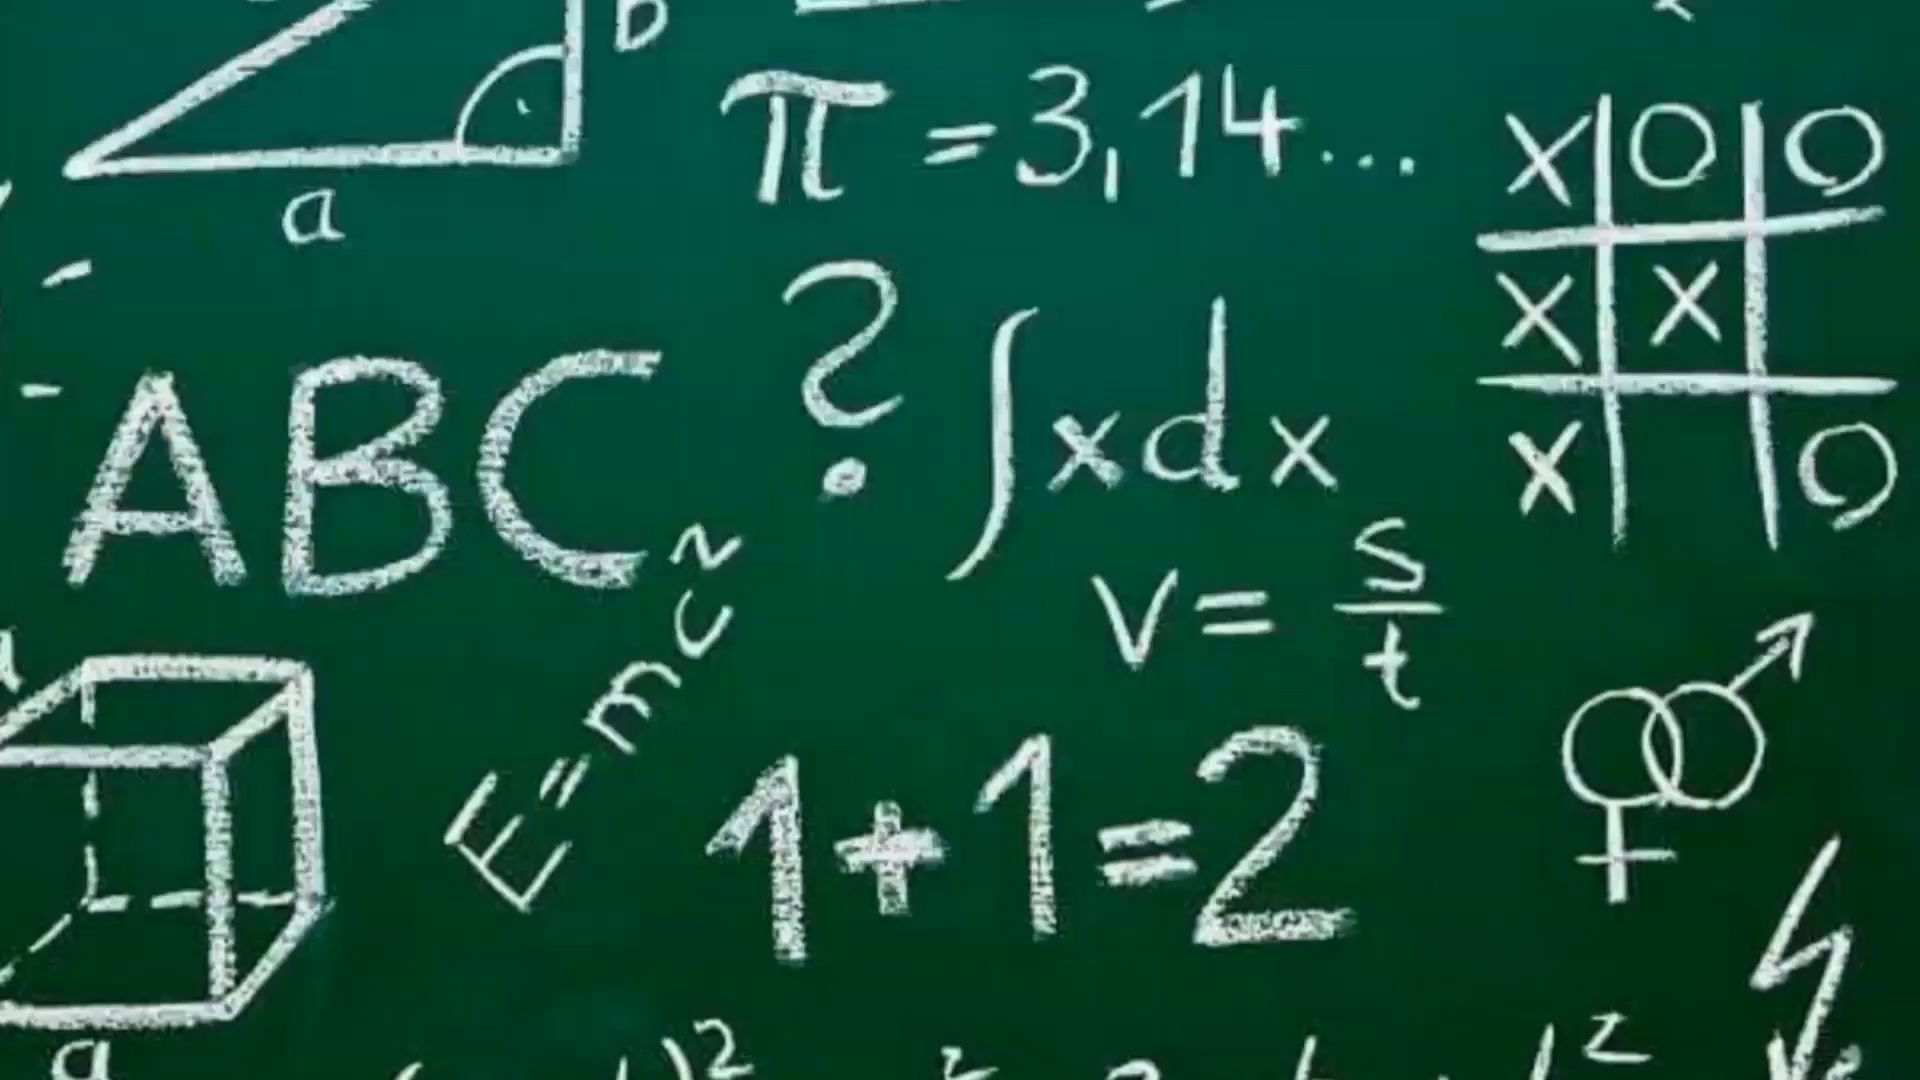 b
π = 3,14...
a
X O O
X X
X O
ABC
?
∫xdx
v = s/t
E=mc²
1+1=2
a